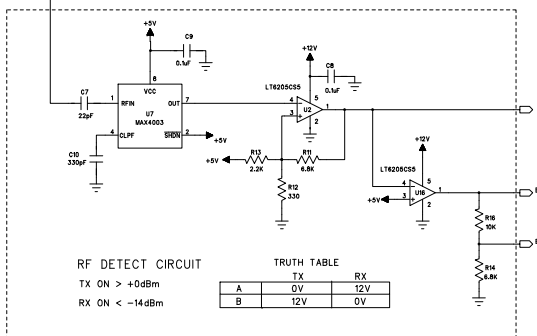 +5V
C9
0.1uF
+12V
C8
0.1uF
6
VCC
C7
22pF
1
RFIN
OUT
7
U7
MAX4003
4
CLPF
SHDN
2
+5V
C10
330pF
LT6205CS5
4
5
3
U2
1
2
+5V
R13
2.2K
R11
6.8K
R12
330
+12V
LT6205CS5
4
5
+5V
3
U16
1
2
R16
10K
R14
6.8K
RF DETECT CIRCUIT
TX ON > +0dBm
RX ON < -14dBm
TRUTH TABLE
TX RX
A 0V 12V
B 12V 0V